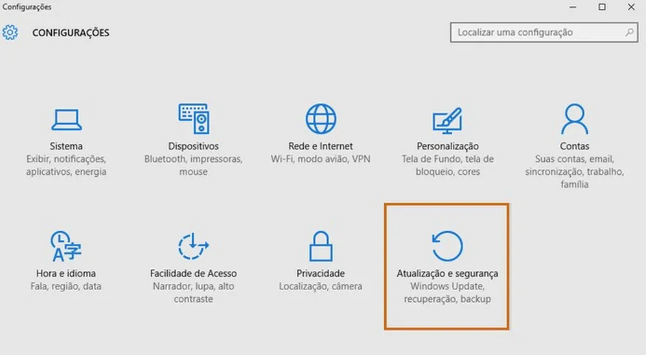 Configurações
CONFIGURAÇÕES
Localizar uma configuração
Sistema
Exibir, notificações,
aplicativos, energia
Dispositivos
Bluetooth, impressoras,
mouse
Rede e Internet
Wi-Fi, modo avião, VPN
Personalização
Tela de Fundo, tela de
bloqueio, cores
Contas
Suas contas, email,
sincronização, trabalho,
família
Hora e idioma
Fala, região, data
Facilidade de Acesso
Narrador, lupa, alto
contraste
Privacidade
Localização, câmera
Atualização e segurança
Windows Update,
recuperação, backup